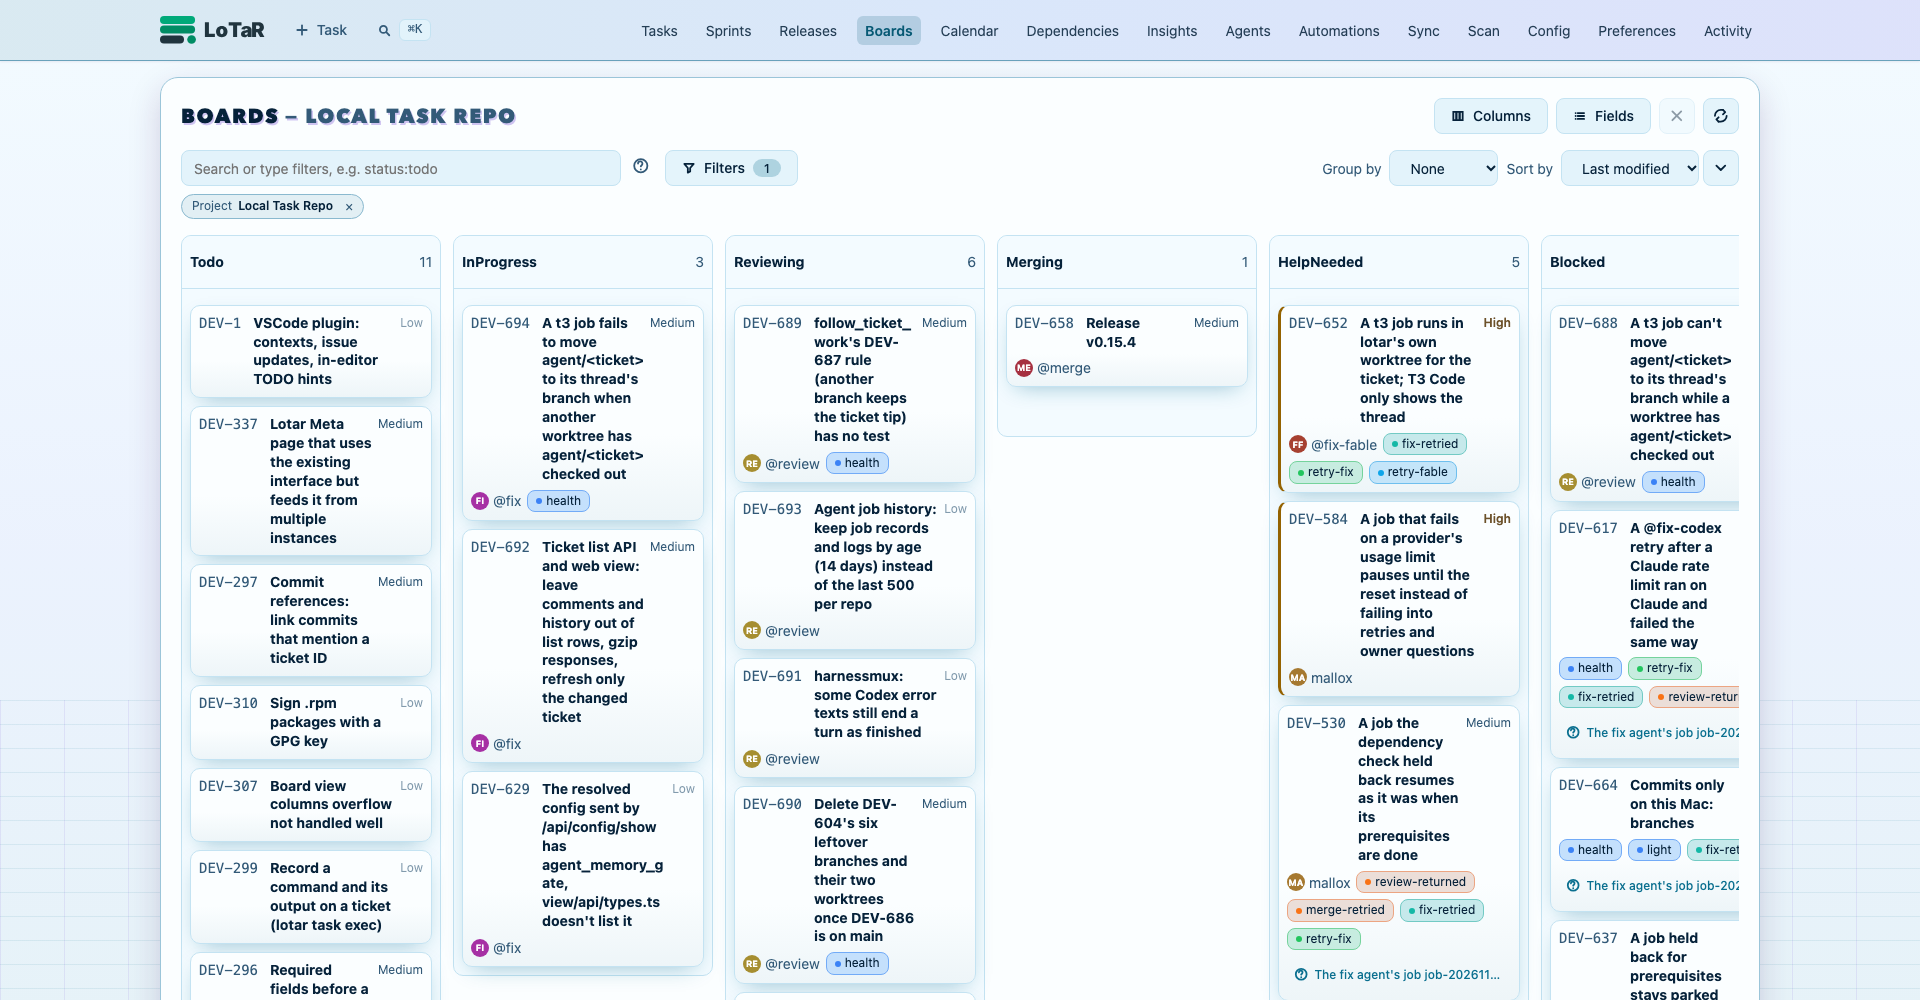 LoTaR
+ Task
⌘K
Tasks
Sprints
Releases
Boards
Calendar
Dependencies
Insights
Agents
Automations
Sync
Scan
Config
Preferences
Activity
BOARDS – LOCAL TASK REPO
Columns
Fields
Search or type filters, e.g. status:todo
Filters 1
Group by None
Sort by Last modified
Project Local Task Repo ×
Todo 11
DEV-1 VSCode plugin: Low
contexts, issue
updates, in-editor
TODO hints
DEV-337 Lotar Meta Medium
page that uses
the existing
interface but
feeds it from
multiple
instances
DEV-297 Commit Medium
references:
link commits
that mention a
ticket ID
DEV-310 Sign .rpm Low
packages with a
GPG key
DEV-307 Board view Low
columns overflow
not handled well
DEV-299 Record a Low
command and its
output on a ticket
(lotar task exec)
DEV-296 Required Medium
fields before a
InProgress 3
DEV-694 A t3 job fails Medium
to move
agent/<ticket>
to its thread's
branch when
another
worktree has
agent/<ticket>
checked out
FI @fix health
DEV-692 Ticket list API Medium
and web view:
leave
comments and
history out of
list rows, gzip
responses,
refresh only
the changed
ticket
FI @fix
DEV-629 The resolved Low
config sent by
/api/config/show
has
agent_memory_g
ate,
view/api/types.ts
doesn't list it
FI @fix
Reviewing 6
DEV-689 follow_ticket_ Medium
work's DEV-
687 rule
(another
branch keeps
the ticket tip)
has no test
RE @review health
DEV-693 Agent job history: Low
keep job records
and logs by age
(14 days) instead
of the last 500
per repo
RE @review
DEV-691 harnessmux: Low
some Codex error
texts still end a
turn as finished
RE @review
DEV-690 Delete DEV- Medium
604's six
leftover
branches and
their two
worktrees
once DEV-686
is on main
RE @review health
Merging 1
DEV-658 Release Medium
v0.15.4
ME @merge
HelpNeeded 5
DEV-652 A t3 job runs in High
lotar's own
worktree for the
ticket; T3 Code
only shows the
thread
FF @fix-fable fix-retried
retry-fix retry-fable
DEV-584 A job that fails High
on a provider's
usage limit
pauses until the
reset instead of
failing into
retries and
owner questions
MA mallox
DEV-530 A job the Medium
dependency
check held
back resumes
as it was when
its
prerequisites
are done
MA mallox review-returned
merge-retried fix-retried
retry-fix
The fix agent's job job-202611...
Blocked
DEV-688 A t3 job can't
move
agent/<ticket>
to its thread's
branch while a
worktree has
agent/<ticket>
checked out
RE @review health
DEV-617 A @fix-codex
retry after a
Claude rate
limit ran on
Claude and
failed the
same way
health retry-fix
fix-retried review-retur
The fix agent's job job-202
DEV-664 Commits only
on this Mac:
branches
health light fix-ret
The fix agent's job job-202
DEV-637 A job held
back for
prerequisites
stays parked